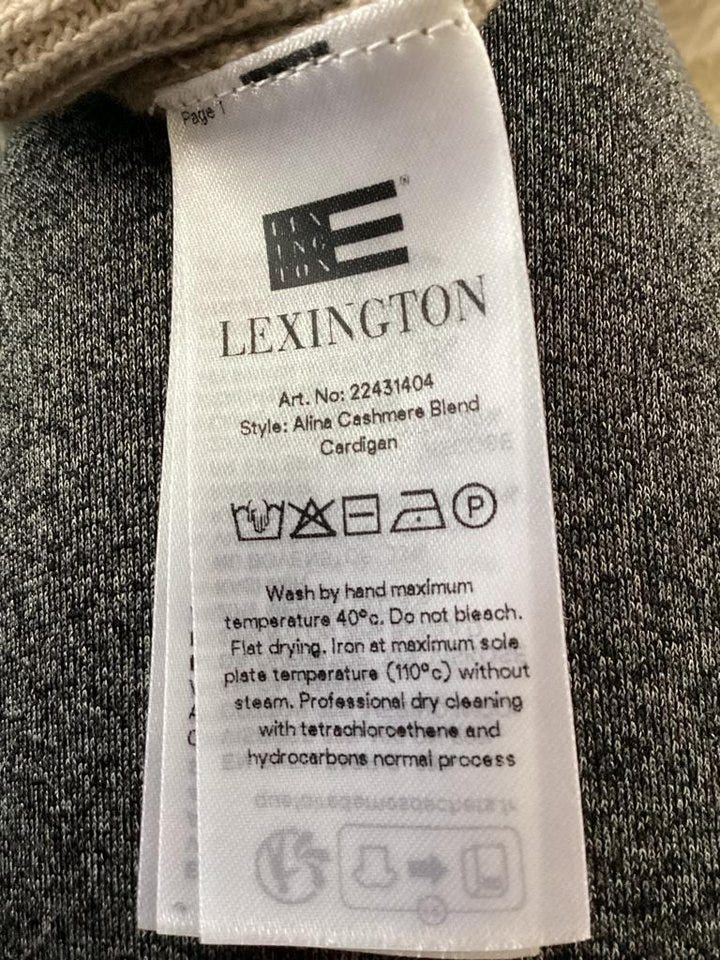 Page 1
LEXINGTON
Art. No: 22431404
Style: Alina Cashmere Blend
Cardigan
P
Wash by hand maximum
temperature 40°c. Do not bleach.
Flat drying. Iron at maximum sole
plate temperature (110°c) without
steam. Professional dry cleaning
with tetrachloroethene and
hydrocarbons normal process